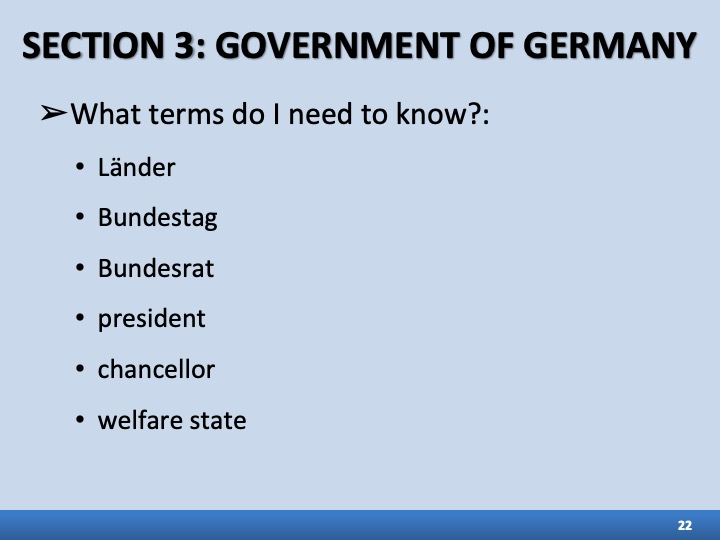 SECTION 3: GOVERNMENT OF GERMANY
➢What terms do I need to know?:
• Länder
• Bundestag
• Bundesrat
• president
• chancellor
• welfare state
22